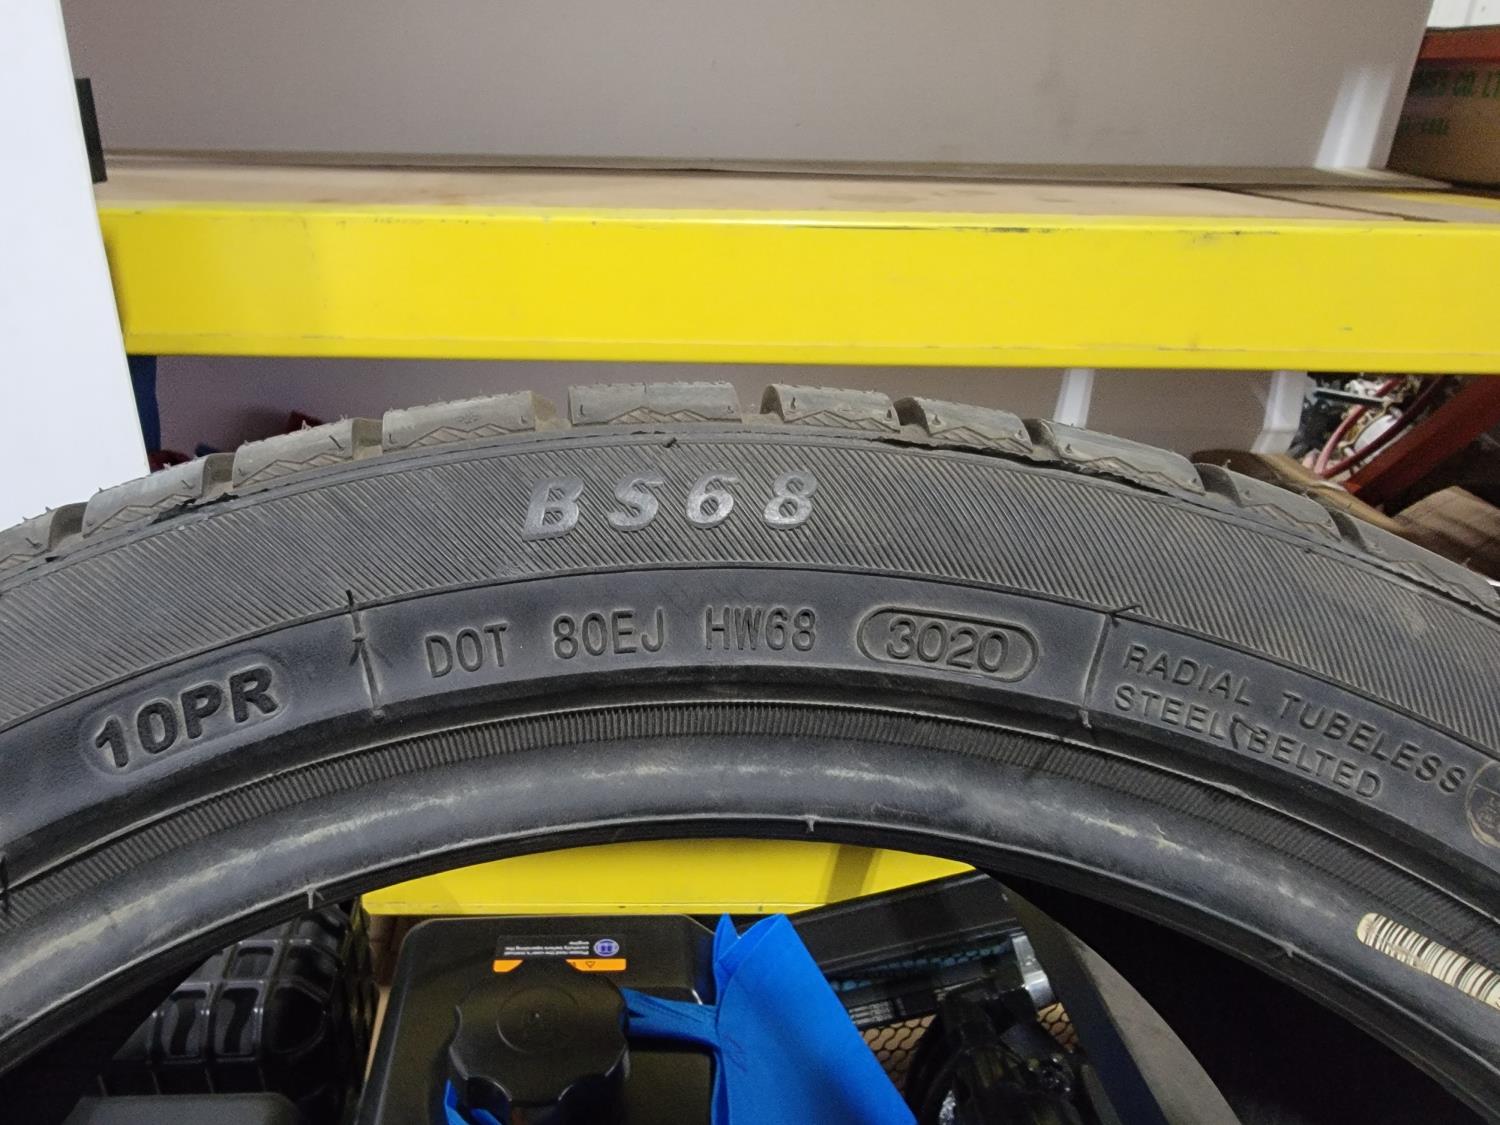 BS68
10PR
DOT 80EJ HW68 3020
RADIAL TUBELESS
STEEL BELTED